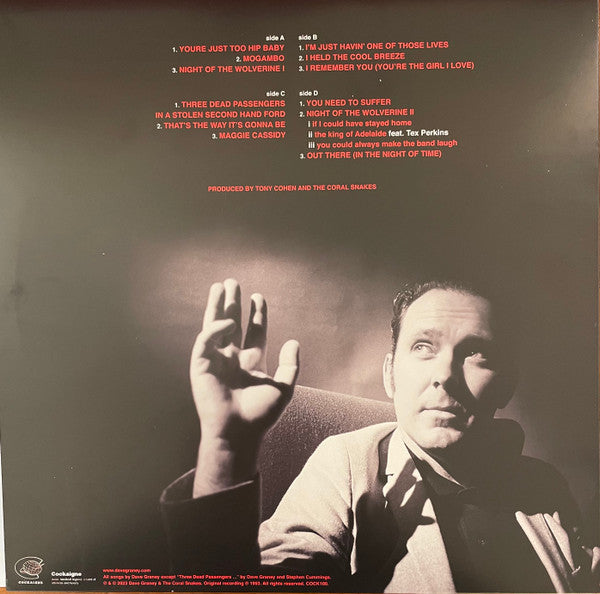 side A
1. YOURE JUST TOO HIP BABY
2. MOGAMBO
3. NIGHT OF THE WOLVERINE I
side B
1. I'M JUST HAVIN' ONE OF THOSE LIVES
2. I HELD THE COOL BREEZE
3. I REMEMBER YOU (YOU'RE THE GIRL I LOVE)
side C
1. THREE DEAD PASSENGERS
IN A STOLEN SECOND HAND FORD
2. THAT'S THE WAY IT'S GONNA BE
3. MAGGIE CASSIDY
side D
1. YOU NEED TO SUFFER
2. NIGHT OF THE WOLVERINE II
i if I could have stayed home
ii the king of Adelaide feat. Tex Perkins
iii you could always make the band laugh
3. OUT THERE (IN THE NIGHT OF TIME)
PRODUCED BY TONY COHEN AND THE CORAL SNAKES
COCKAIGNE
Cockaigne
www.davegraney.com
All songs by Dave Graney except "Three Dead Passengers ..." by Dave Graney and Stephen Cummings.
℗ & © 2023 Dave Graney & The Coral Snakes. Original recording © 1993. All rights reserved. COCK100.